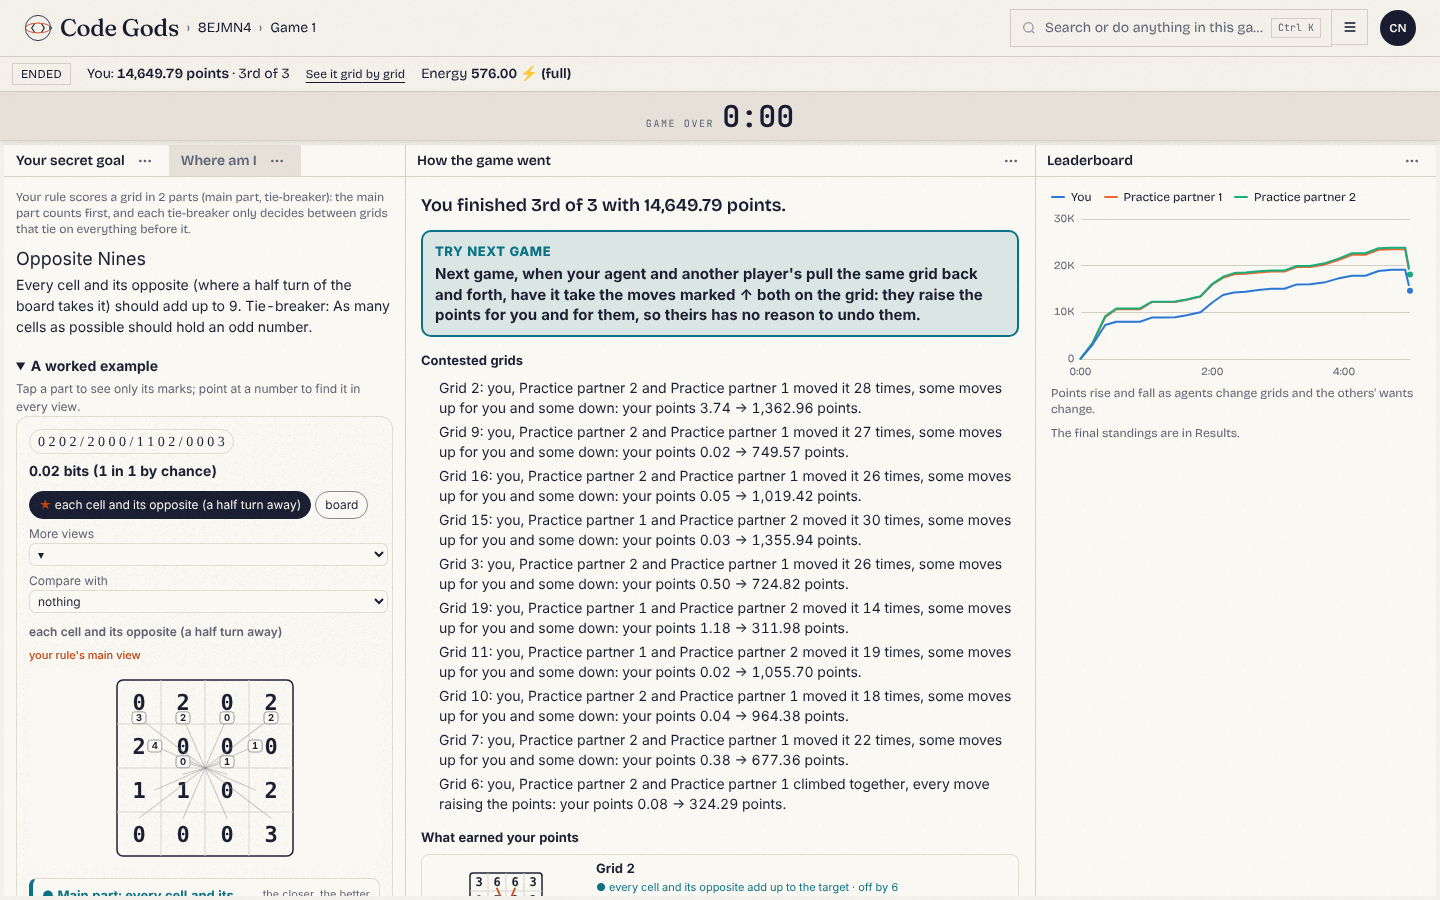 Code Gods › 8EJMN4 › Game 1
Search or do anything in this ga... Ctrl K ☰ CN
ENDED You: 14,649.79 points · 3rd of 3 See it grid by grid Energy 576.00 ⚡ (full)
GAME OVER 0:00
Your secret goal ··· Where am I ···
Your rule scores a grid in 2 parts (main part, tie-breaker): the main
part counts first, and each tie-breaker only decides between grids
that tie on everything before it.
Opposite Nines
Every cell and its opposite (where a half turn of the
board takes it) should add up to 9. Tie-breaker: As many
cells as possible should hold an odd number.
▼ A worked example
Tap a part to see only its marks; point at a number to find it in
every view.
0202/2000/1102/0003
0.02 bits (1 in 1 by chance)
★ each cell and its opposite (a half turn away) board
More views
▾
Compare with
nothing
each cell and its opposite (a half turn away)
your rule's main view
0 2 0 2
3 2 0 2
2 4 0 0 1 0
0 1
1 1 0 2
0 0 0 3
● Main part: every cell and its the closer, the better
How the game went ···
You finished 3rd of 3 with 14,649.79 points.
TRY NEXT GAME
Next game, when your agent and another player's pull the same grid back
and forth, have it take the moves marked ↑ both on the grid: they raise the
points for you and for them, so theirs has no reason to undo them.
Contested grids
Grid 2: you, Practice partner 2 and Practice partner 1 moved it 28 times, some moves
up for you and some down: your points 3.74 → 1,362.96 points.
Grid 9: you, Practice partner 2 and Practice partner 1 moved it 27 times, some moves
up for you and some down: your points 0.02 → 749.57 points.
Grid 16: you, Practice partner 2 and Practice partner 1 moved it 26 times, some moves
up for you and some down: your points 0.05 → 1,019.42 points.
Grid 15: you, Practice partner 1 and Practice partner 2 moved it 30 times, some moves
up for you and some down: your points 0.03 → 1,355.94 points.
Grid 3: you, Practice partner 2 and Practice partner 1 moved it 26 times, some moves
up for you and some down: your points 0.50 → 724.82 points.
Grid 19: you, Practice partner 1 and Practice partner 2 moved it 14 times, some moves
up for you and some down: your points 1.18 → 311.98 points.
Grid 11: you, Practice partner 1 and Practice partner 2 moved it 19 times, some moves
up for you and some down: your points 0.02 → 1,055.70 points.
Grid 10: you, Practice partner 2 and Practice partner 1 moved it 18 times, some moves
up for you and some down: your points 0.04 → 964.38 points.
Grid 7: you, Practice partner 2 and Practice partner 1 moved it 22 times, some moves
up for you and some down: your points 0.38 → 677.36 points.
Grid 6: you, Practice partner 2 and Practice partner 1 climbed together, every move
raising the points: your points 0.08 → 324.29 points.
What earned your points
3 6 6 3
Grid 2
● every cell and its opposite add up to the target · off by 6
Leaderboard ···
You Practice partner 1 Practice partner 2
30K
20K
10K
0
0:00 2:00 4:00
Points rise and fall as agents change grids and the others' wants
change.
The final standings are in Results.